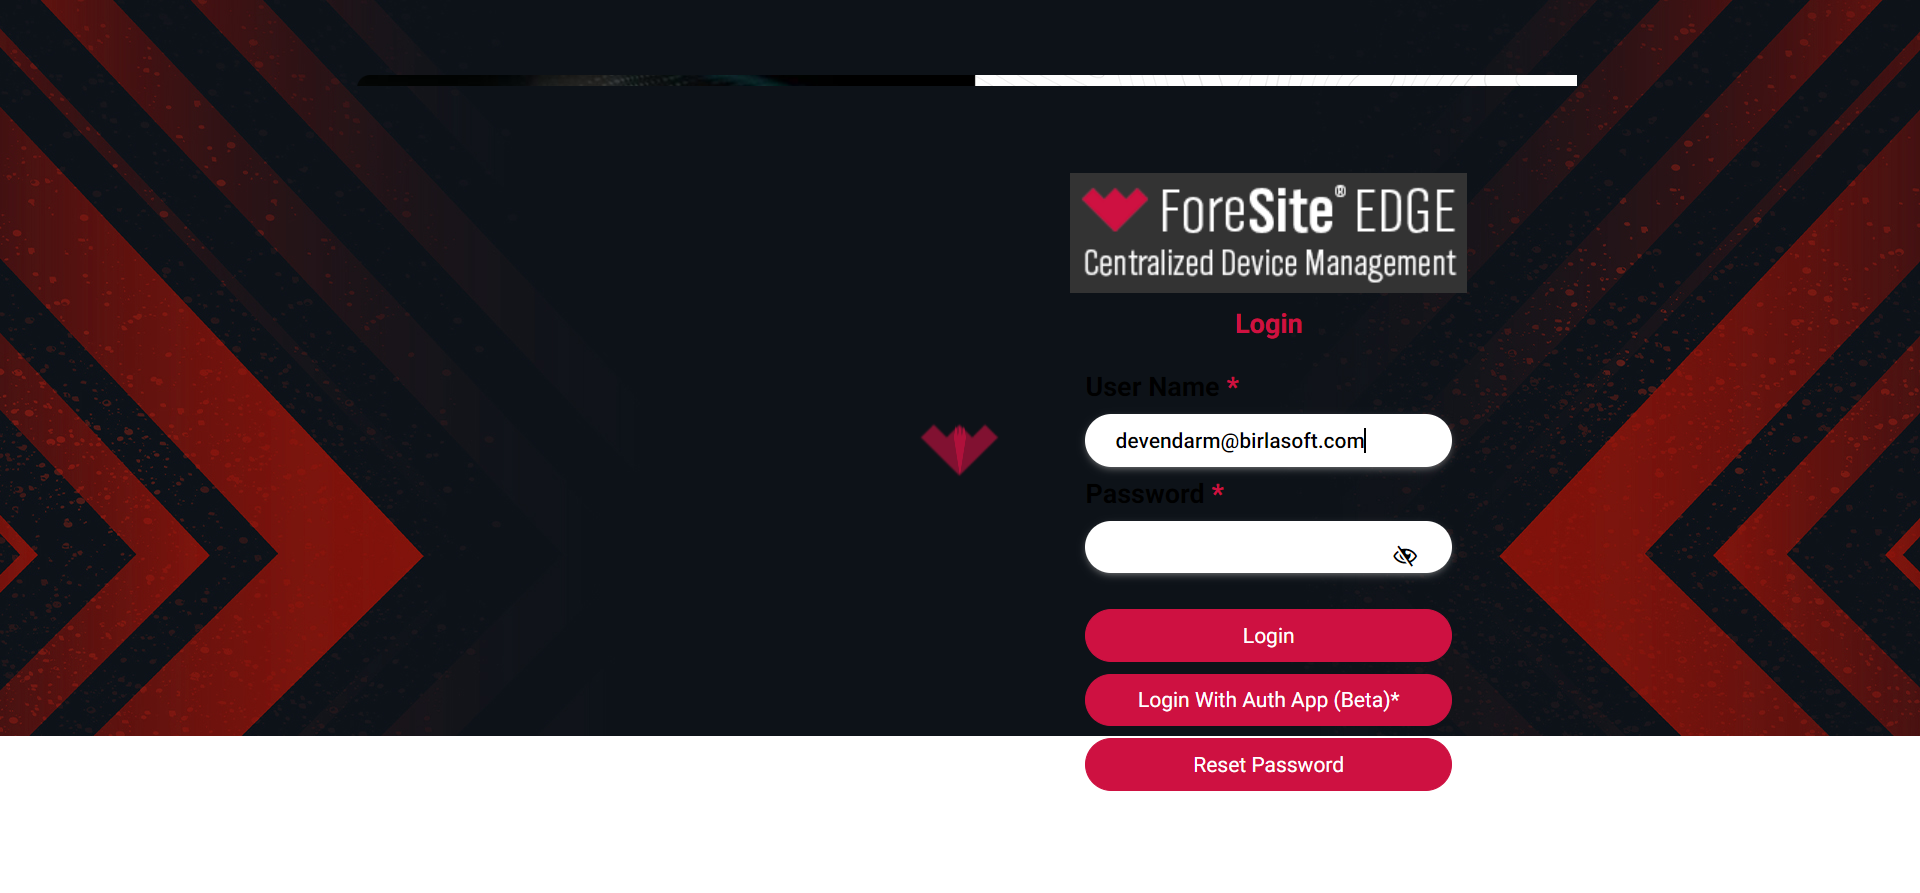 ForeSite® EDGE
Centralized Device Management
Login
User Name *
devendarm@birlasoft.com
Password *
Login
Login With Auth App (Beta)*
Reset Password